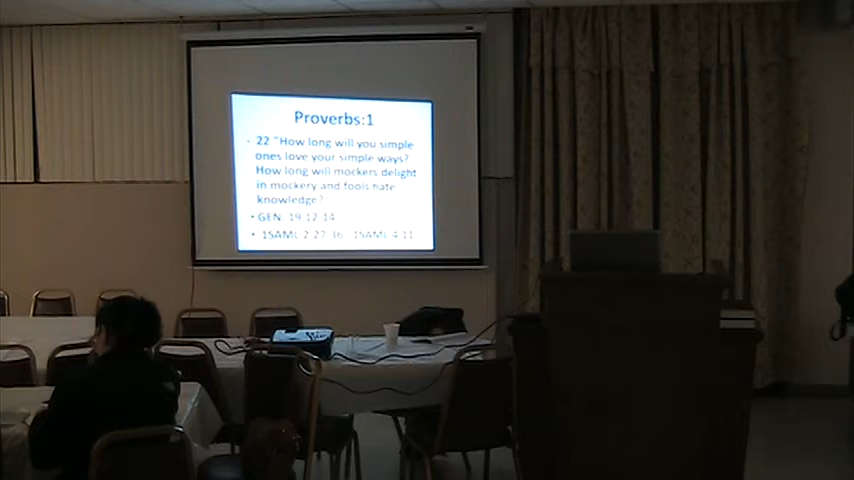 Proverbs:1
• 22 "How long will you simple
ones love your simple ways?
How long will mockers delight
in mockery and fools hate
knowledge?
• GEN: 19:12-14
• 1SAML 2:27-36, 1SAML 4:11